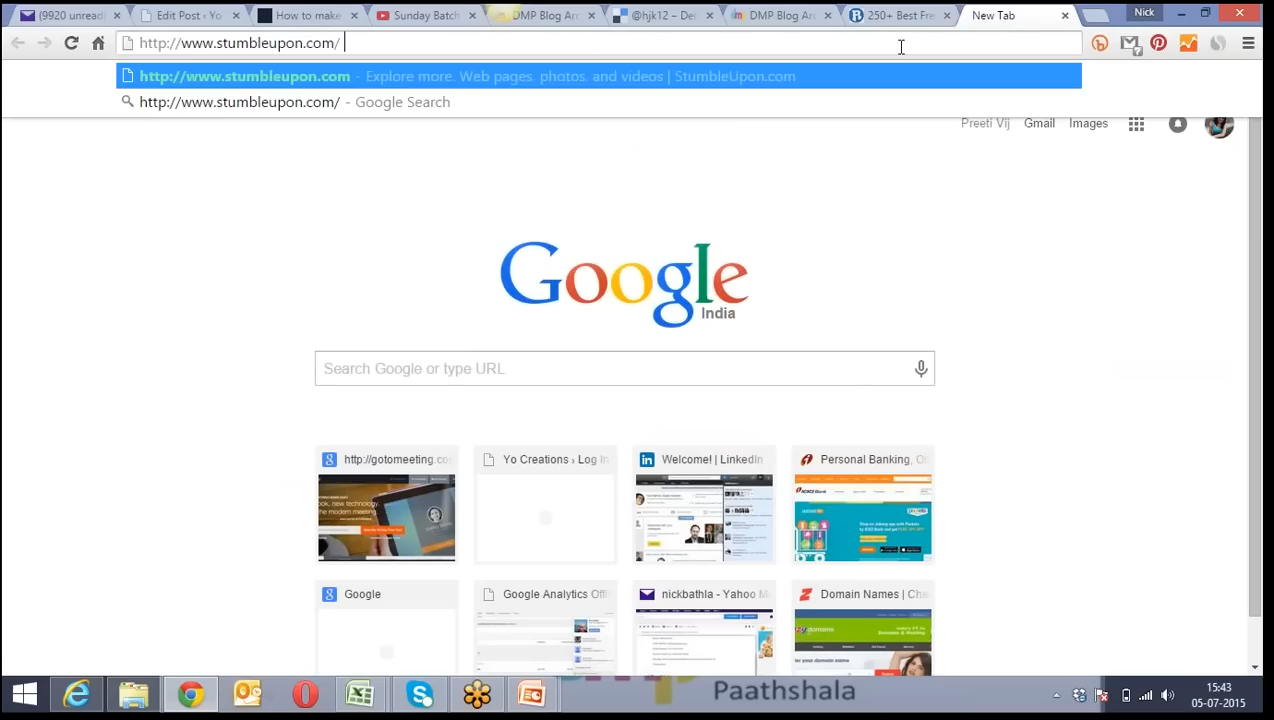 (9920 unread)
Edit Post ‹ Yo
How to make
Sunday Batch
DMP Blog Arc
@hjk12 – De
DMP Blog Arc
250+ Best Fre
New Tab
Nick
http://www.stumbleupon.com/
http://www.stumbleupon.com - Explore more. Web pages, photos, and videos | StumbleUpon.com
http://www.stumbleupon.com/ - Google Search
Preeti Vij Gmail Images
Google
India
Search Google or type URL
http://gotomeeting.co
Yo Creations › Log In
Welcome! | LinkedIn
Personal Banking, O
Google
Google Analytics Offi
nickbathla - Yahoo M
Domain Names | Che
Paathshala
15:43
05-07-2015